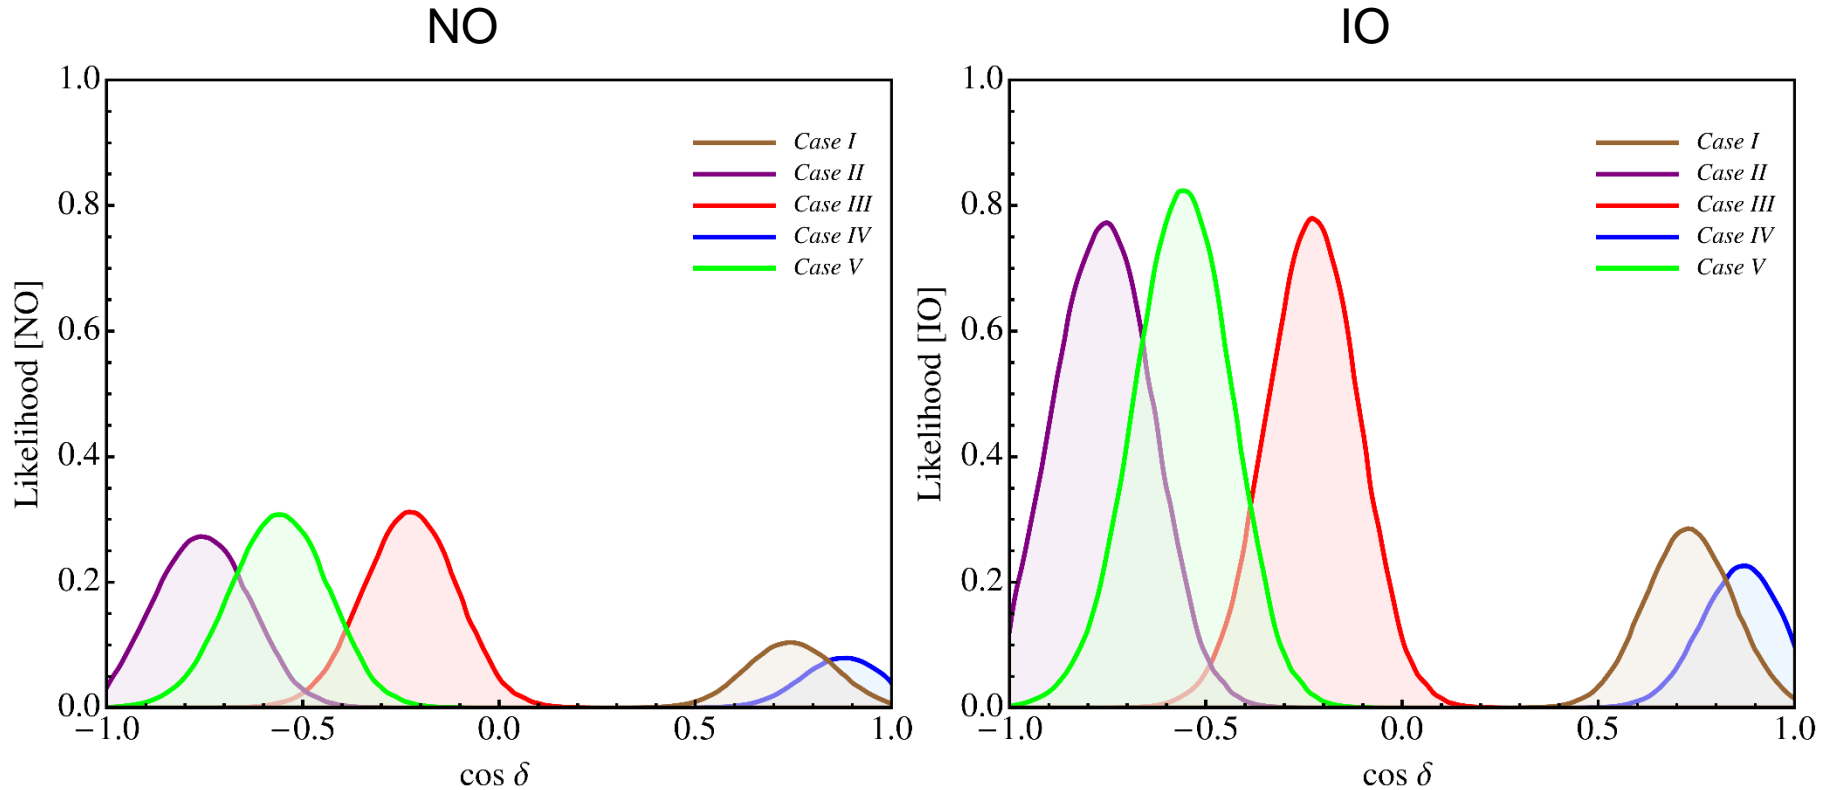 NO
Likelihood [NO]
1.0
0.8
0.6
0.4
0.2
0.0
Case I
Case II
Case III
Case IV
Case V
−1.0
−0.5
0.0
0.5
1.0
cos δ
IO
Likelihood [IO]
1.0
0.8
0.6
0.4
0.2
0.0
Case I
Case II
Case III
Case IV
Case V
−1.0
−0.5
0.0
0.5
1.0
cos δ